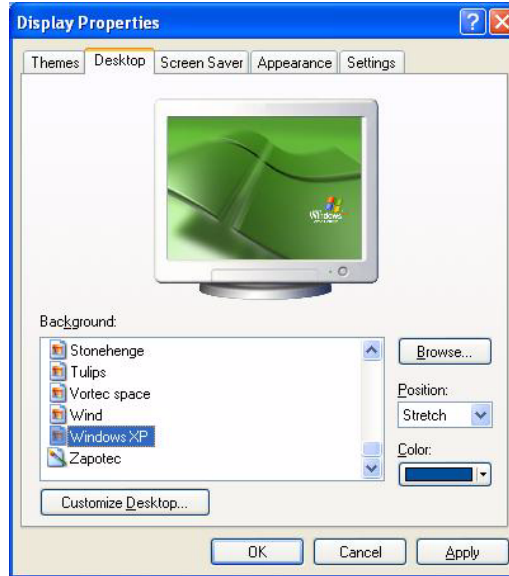 Display Properties
Themes Desktop Screen Saver Appearance Settings
Windows
Background:
Stonehenge
Tulips
Vortec space
Wind
Windows XP
Zapotec
Browse...
Position:
Stretch
Color:
Customize Desktop...
OK Cancel Apply